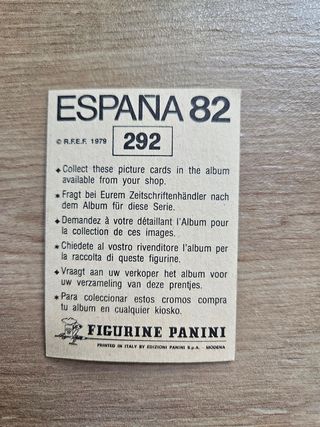 ESPAÑA 82
© R.F.E.F. 1979
292
◆ Collect these picture cards in the album
available from your shop.
★ Fragt bei Eurem Zeitschriftenhändler nach
dem Album für diese Serie.
◆ Demandez à votre détaillant l'Album pour
la collection de ces images.
★ Chiedete al vostro rivenditore l'album per
la raccolta di queste figurine.
◆ Vraagt aan uw verkoper het album voor
uw verzameling van deze prentjes.
★ Para coleccionar estos cromos compra
tu album en cualquier kiosko.
FIGURINE PANINI
PRINTED IN ITALY BY EDIZIONI PANINI S.p.A. - MODENA